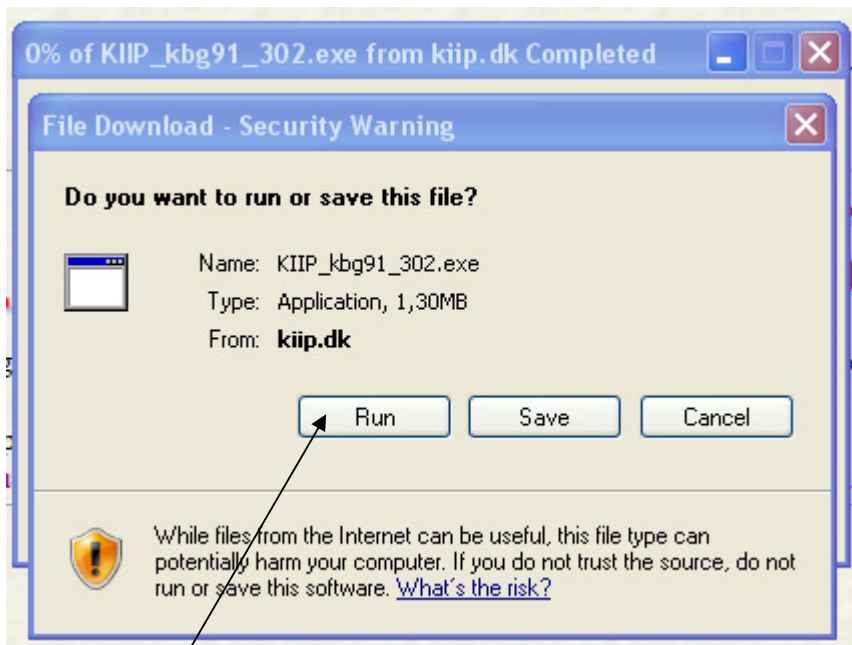 0% of KIIP_kbg91_302.exe from kiip.dk Completed
File Download - Security Warning
Do you want to run or save this file?
Name: KIIP_kbg91_302.exe
Type: Application, 1,30MB
From: kiip.dk
Run Save Cancel
While files from the Internet can be useful, this file type can
potentially harm your computer. If you do not trust the source, do not
run or save this software. What's the risk?